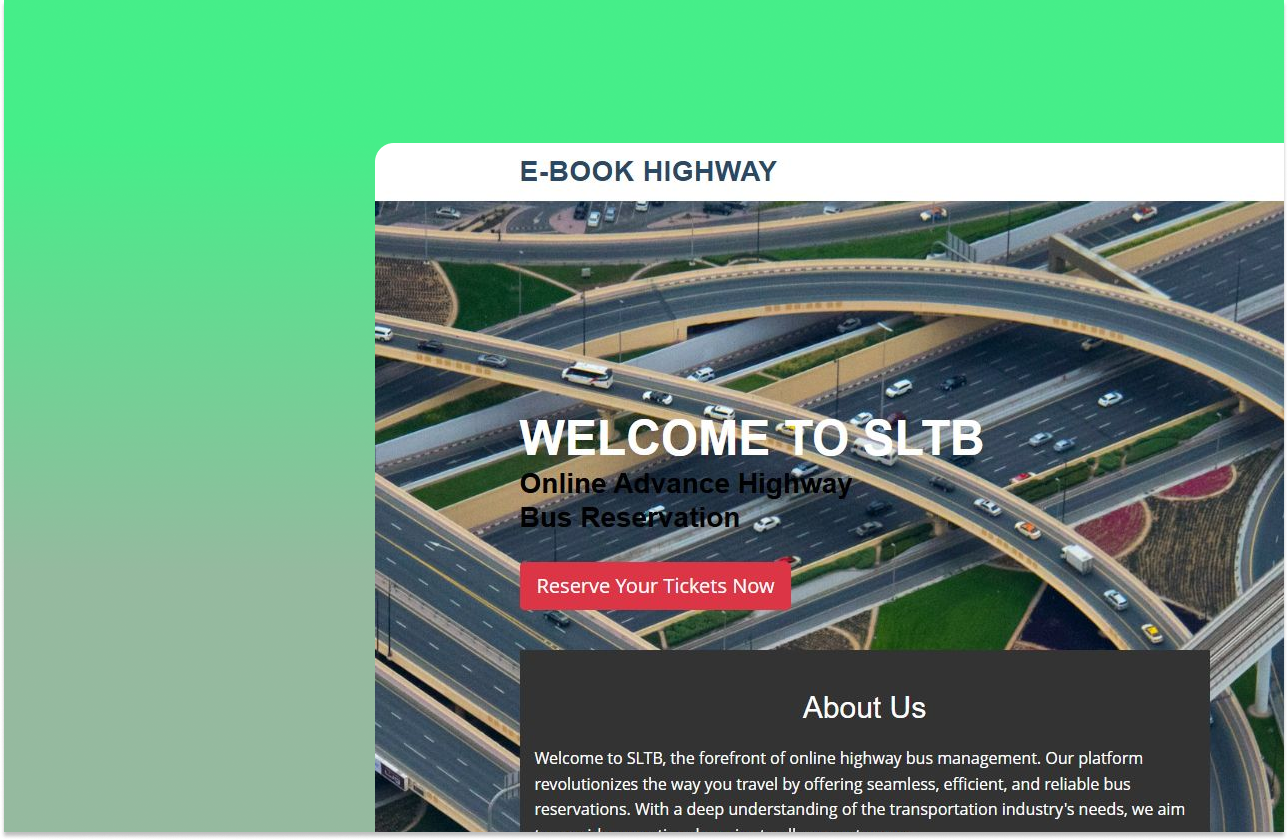 E-BOOK HIGHWAY
WELCOME TO SLTB
Online Advance Highway
Bus Reservation
Reserve Your Tickets Now
About Us
Welcome to SLTB, the forefront of online highway bus management. Our platform
revolutionizes the way you travel by offering seamless, efficient, and reliable bus
reservations. With a deep understanding of the transportation industry's needs, we aim